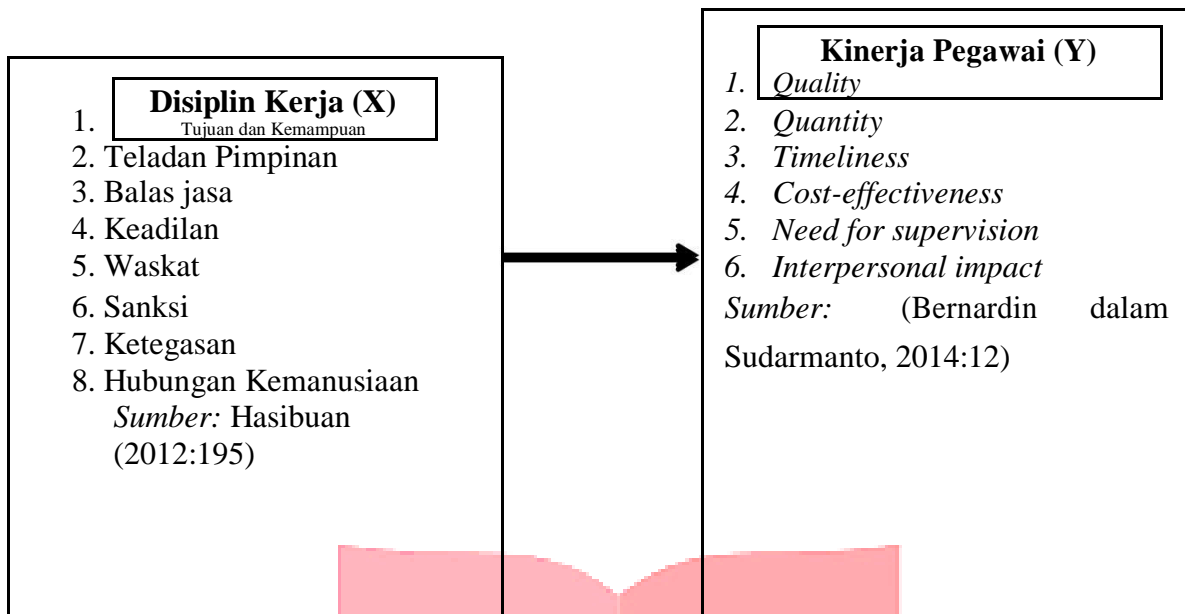 Disiplin Kerja (X)
1. Tujuan dan Kemampuan
2. Teladan Pimpinan
3. Balas jasa
4. Keadilan
5. Waskat
6. Sanksi
7. Ketegasan
8. Hubungan Kemanusiaan
Sumber: Hasibuan
(2012:195)
Kinerja Pegawai (Y)
1. Quality
2. Quantity
3. Timeliness
4. Cost-effectiveness
5. Need for supervision
6. Interpersonal impact
Sumber: (Bernardin dalam
Sudarmanto, 2014:12)